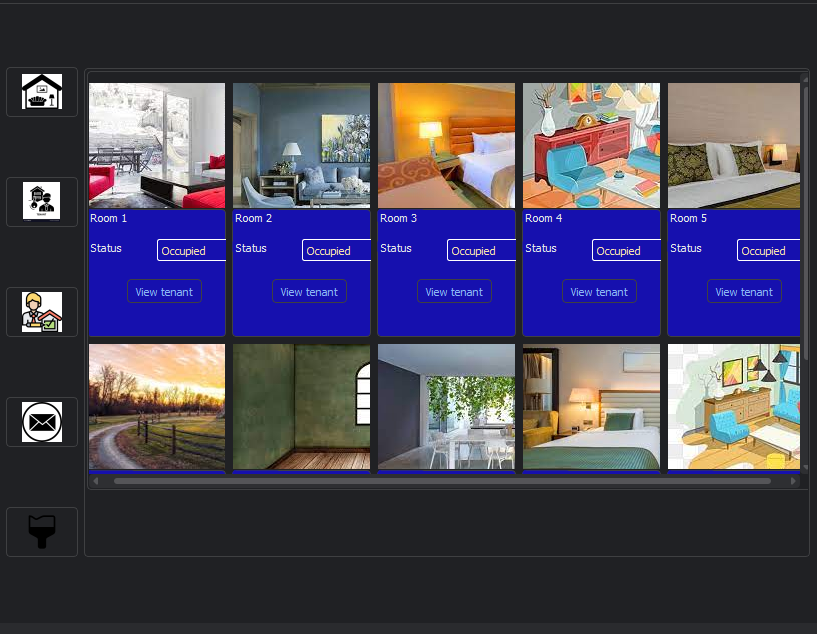 Room 1
Room 2
Room 3
Room 4
Room 5
Status
Occupied
Status
Occupied
Status
Occupied
Status
Occupied
Status
Occupied
View tenant
View tenant
View tenant
View tenant
View tenant